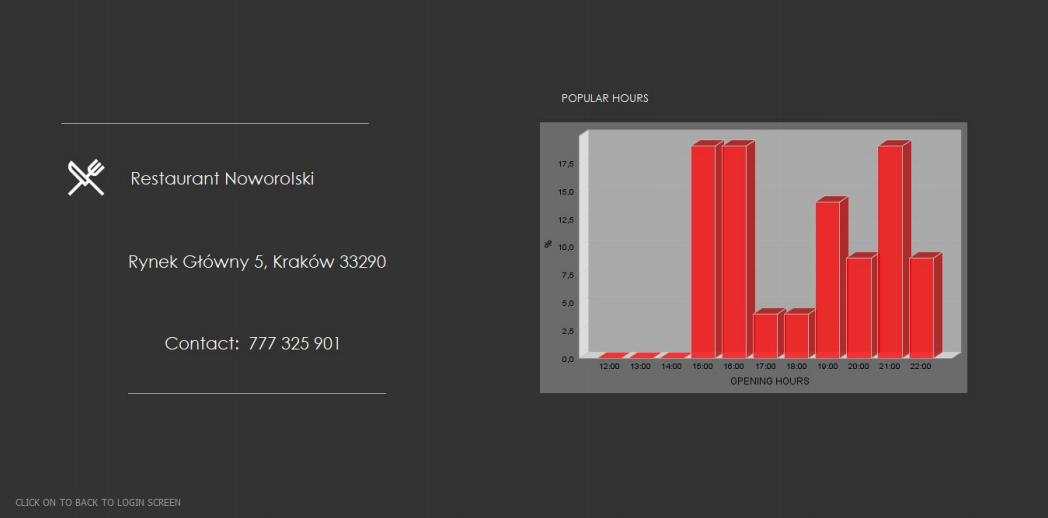 POPULAR HOURS
Restaurant Noworolski
Rynek Główny 5, Kraków 33290
Contact: 777 325 901
17,5
15,0
12,5
10,0
7,5
5,0
2,5
0,0
%
12:00 13:00 14:00 15:00 16:00 17:00 18:00 19:00 20:00 21:00 22:00
OPENING HOURS
CLICK ON TO BACK TO LOGIN SCREEN